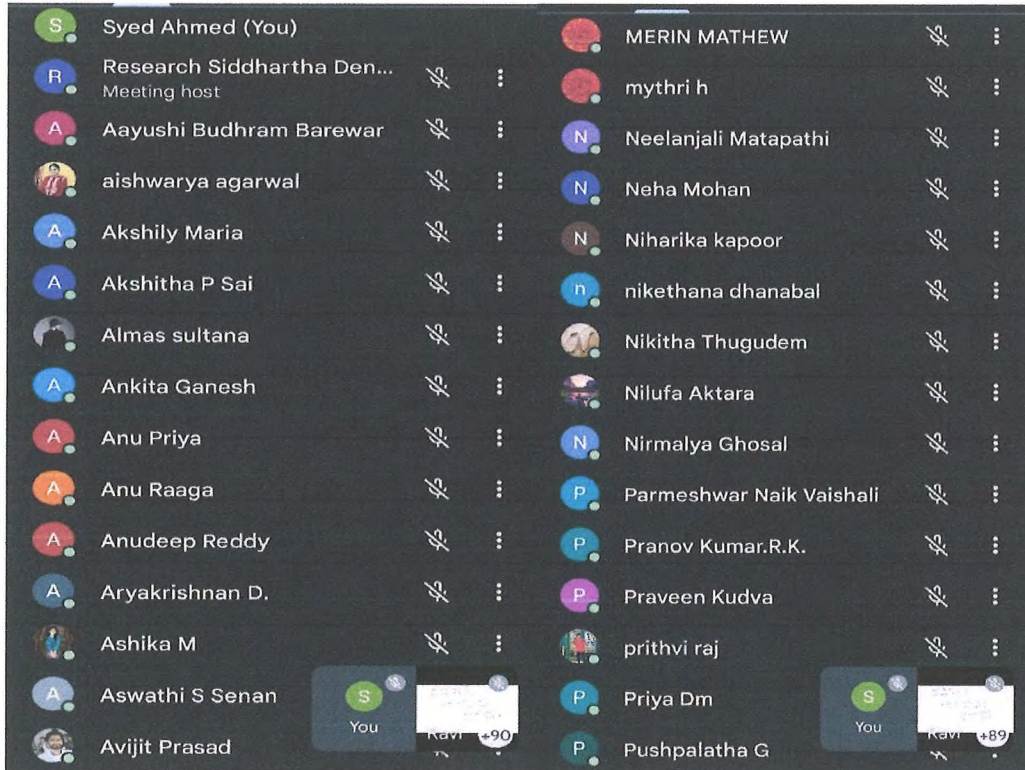 S
Syed Ahmed (You)
R
Research Siddhartha Den...
Meeting host
A
Aayushi Budhram Barewar
aishwarya agarwal
A
Akshily Maria
A
Akshitha P Sai
Almas sultana
A
Ankita Ganesh
A
Anu Priya
A
Anu Raaga
A
Anudeep Reddy
A
Aryakrishnan D.
Ashika M
A
Aswathi S Senan
Avijit Prasad
S
You
Ravi
+90
MERIN MATHEW
mythri h
N
Neelanjali Matapathi
N
Neha Mohan
N
Niharika kapoor
n
nikethana dhanabal
Nikitha Thugudem
Nilufa Aktara
N
Nirmalya Ghosal
P
Parmeshwar Naik Vaishali
P
Pranov Kumar.R.K.
P
Praveen Kudva
prithvi raj
P
Priya Dm
P
Pushpalatha G
S
You
Ravi
+89